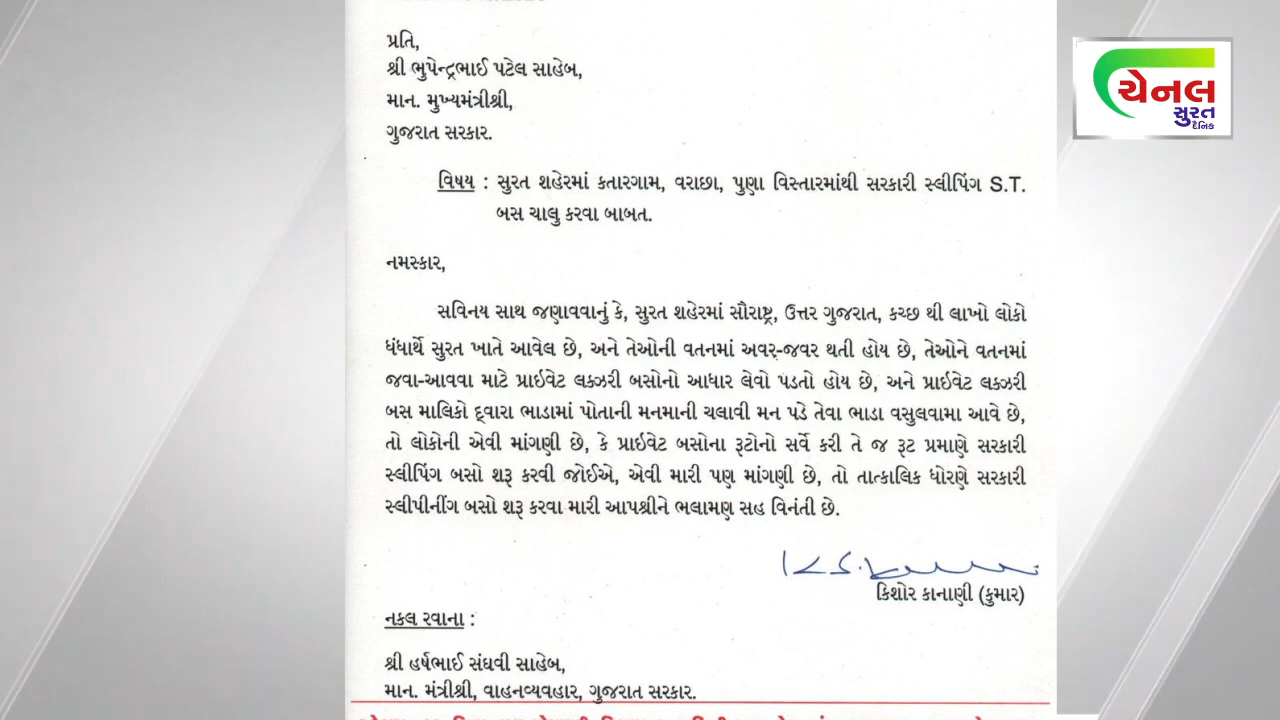 પ્રતિ,
શ્રી ભુપેન્દ્રભાઈ પટેલ સાહેબ,
માન. મુખ્યમંત્રીશ્રી,
ગુજરાત સરકાર.
વિષય : સુરત શહેરમાં કતારગામ, વરાછા, પુણા વિસ્તારમાંથી સરકારી સ્લીપિંગ S.T.
બસ ચાલુ કરવા બાબત.
નમસ્કાર,
સવિનય સાથ જણાવવાનું કે, સુરત શહેરમાં સૌરાષ્ટ્ર, ઉત્તર ગુજરાત, કચ્છ થી લાખો લોકો
ધંધાર્થે સુરત ખાતે આવેલ છે, અને તેઓની વતનમાં અવર-જવર થતી હોય છે, તેઓને વતનમાં
જવા-આવવા માટે પ્રાઇવેટ લક્ઝરી બસોનો આધાર લેવો પડતો હોય છે, અને પ્રાઇવેટ લક્ઝરી
બસ માલિકો દ્વારા ભાડામાં પોતાની મનમાની ચલાવી મન પડે તેવા ભાડા વસુલવામા આવે છે,
તો લોકોની એવી માંગણી છે, કે પ્રાઇવેટ બસોના રૂટોનો સર્વે કરી તે જ રૂટ પ્રમાણે સરકારી
સ્લીપિંગ બસો શરૂ કરવી જોઈએ, એવી મારી પણ માંગણી છે, તો તાત્કાલિક ધોરણે સરકારી
સ્લીપીનીંગ બસો શરૂ કરવા મારી આપશ્રીને ભલામણ સહ વિનંતી છે.
કિશોર કાનાણી (કુમાર)
નકલ રવાના :
શ્રી હર્ષભાઈ સંઘવી સાહેબ,
માન. મંત્રીશ્રી, વાહનવ્યવહાર, ગુજરાત સરકાર.
ચેનલ
સુરત
દૈનિક